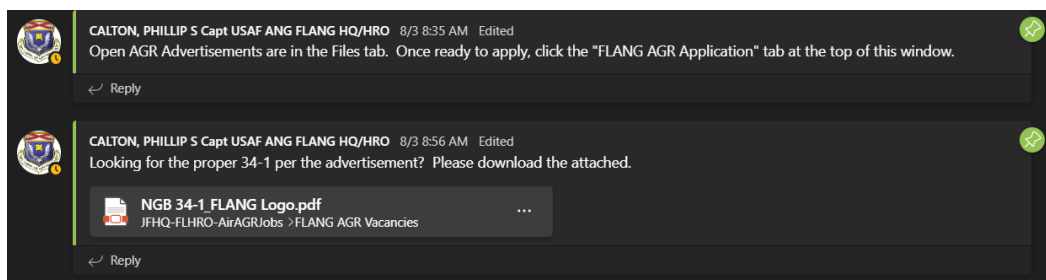 CALTON, PHILLIP S Capt USAF ANG FLANG HQ/HRO 8/3 8:35 AM Edited
Open AGR Advertisements are in the Files tab. Once ready to apply, click the "FLANG AGR Application" tab at the top of this window.
Reply
CALTON, PHILLIP S Capt USAF ANG FLANG HQ/HRO 8/3 8:56 AM Edited
Looking for the proper 34-1 per the advertisement? Please download the attached.
NGB 34-1_FLANG Logo.pdf
JFHQ-FLHRO-AirAGRJobs >FLANG AGR Vacancies
Reply